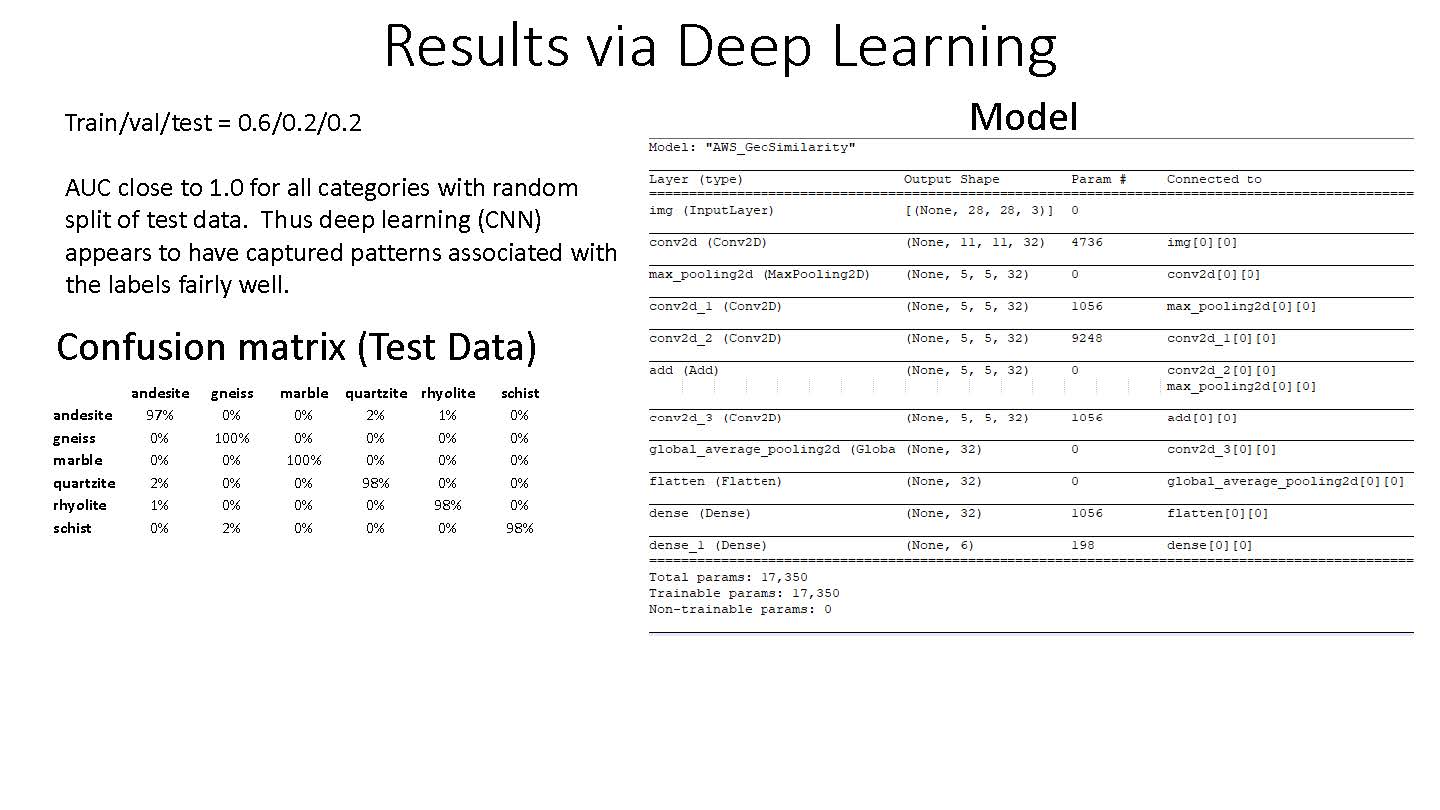 Results via Deep Learning
Train/val/test = 0.6/0.2/0.2
AUC close to 1.0 for all categories with random
split of test data.  Thus deep learning (CNN)
appears to have captured patterns associated with
the labels fairly well.
Confusion matrix (Test Data)
andesite gneiss marble quartzite rhyolite schist
andesite 97% 0% 0% 2% 1% 0%
gneiss 0% 100% 0% 0% 0% 0%
marble 0% 0% 100% 0% 0% 0%
quartzite 2% 0% 0% 98% 0% 0%
rhyolite 1% 0% 0% 0% 98% 0%
schist 0% 2% 0% 0% 0% 98%
Model
Model: "AWS_GeoSimilarity"
Layer (type) Output Shape Param # Connected to
img (InputLayer) [(None, 28, 28, 3)] 0
conv2d (Conv2D) (None, 11, 11, 32) 4736 img[0][0]
max_pooling2d (MaxPooling2D) (None, 5, 5, 32) 0 conv2d[0][0]
conv2d_1 (Conv2D) (None, 5, 5, 32) 1056 max_pooling2d[0][0]
conv2d_2 (Conv2D) (None, 5, 5, 32) 9248 conv2d_1[0][0]
add (Add) (None, 5, 5, 32) 0 conv2d_2[0][0]
max_pooling2d[0][0]
conv2d_3 (Conv2D) (None, 5, 5, 32) 1056 add[0][0]
global_average_pooling2d (Globa (None, 32) 0 conv2d_3[0][0]
flatten (Flatten) (None, 32) 0 global_average_pooling2d[0][0]
dense (Dense) (None, 32) 1056 flatten[0][0]
dense_1 (Dense) (None, 6) 198 dense[0][0]
Total params: 17,350
Trainable params: 17,350
Non-trainable params: 0